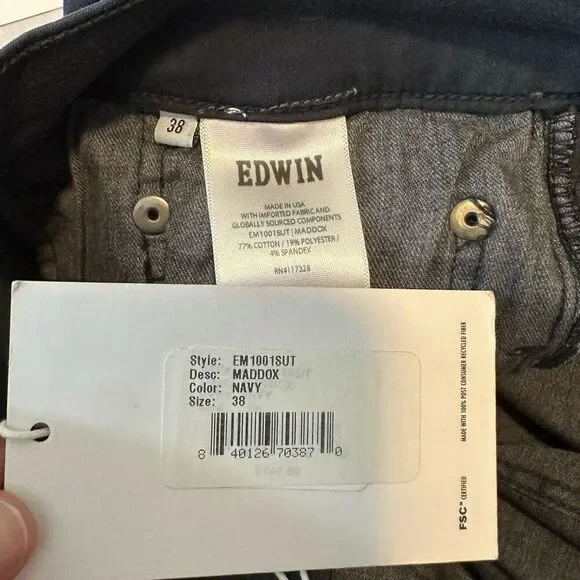 38
EDWIN
MADE IN USA
WITH IMPORTED FABRIC AND
GLOBALLY SOURCED COMPONENTS
EM1001SUT | MADDOX
77% COTTON / 19% POLYESTER /
4% SPANDEX
RN#117328
Style: EM1001SUT
Desc: MADDOX
Color: NAVY
Size: 38
8 40126 70387 0
FSC™ CERTIFIED
MADE WITH 100% POST CONSUMER RECYCLED FIBER